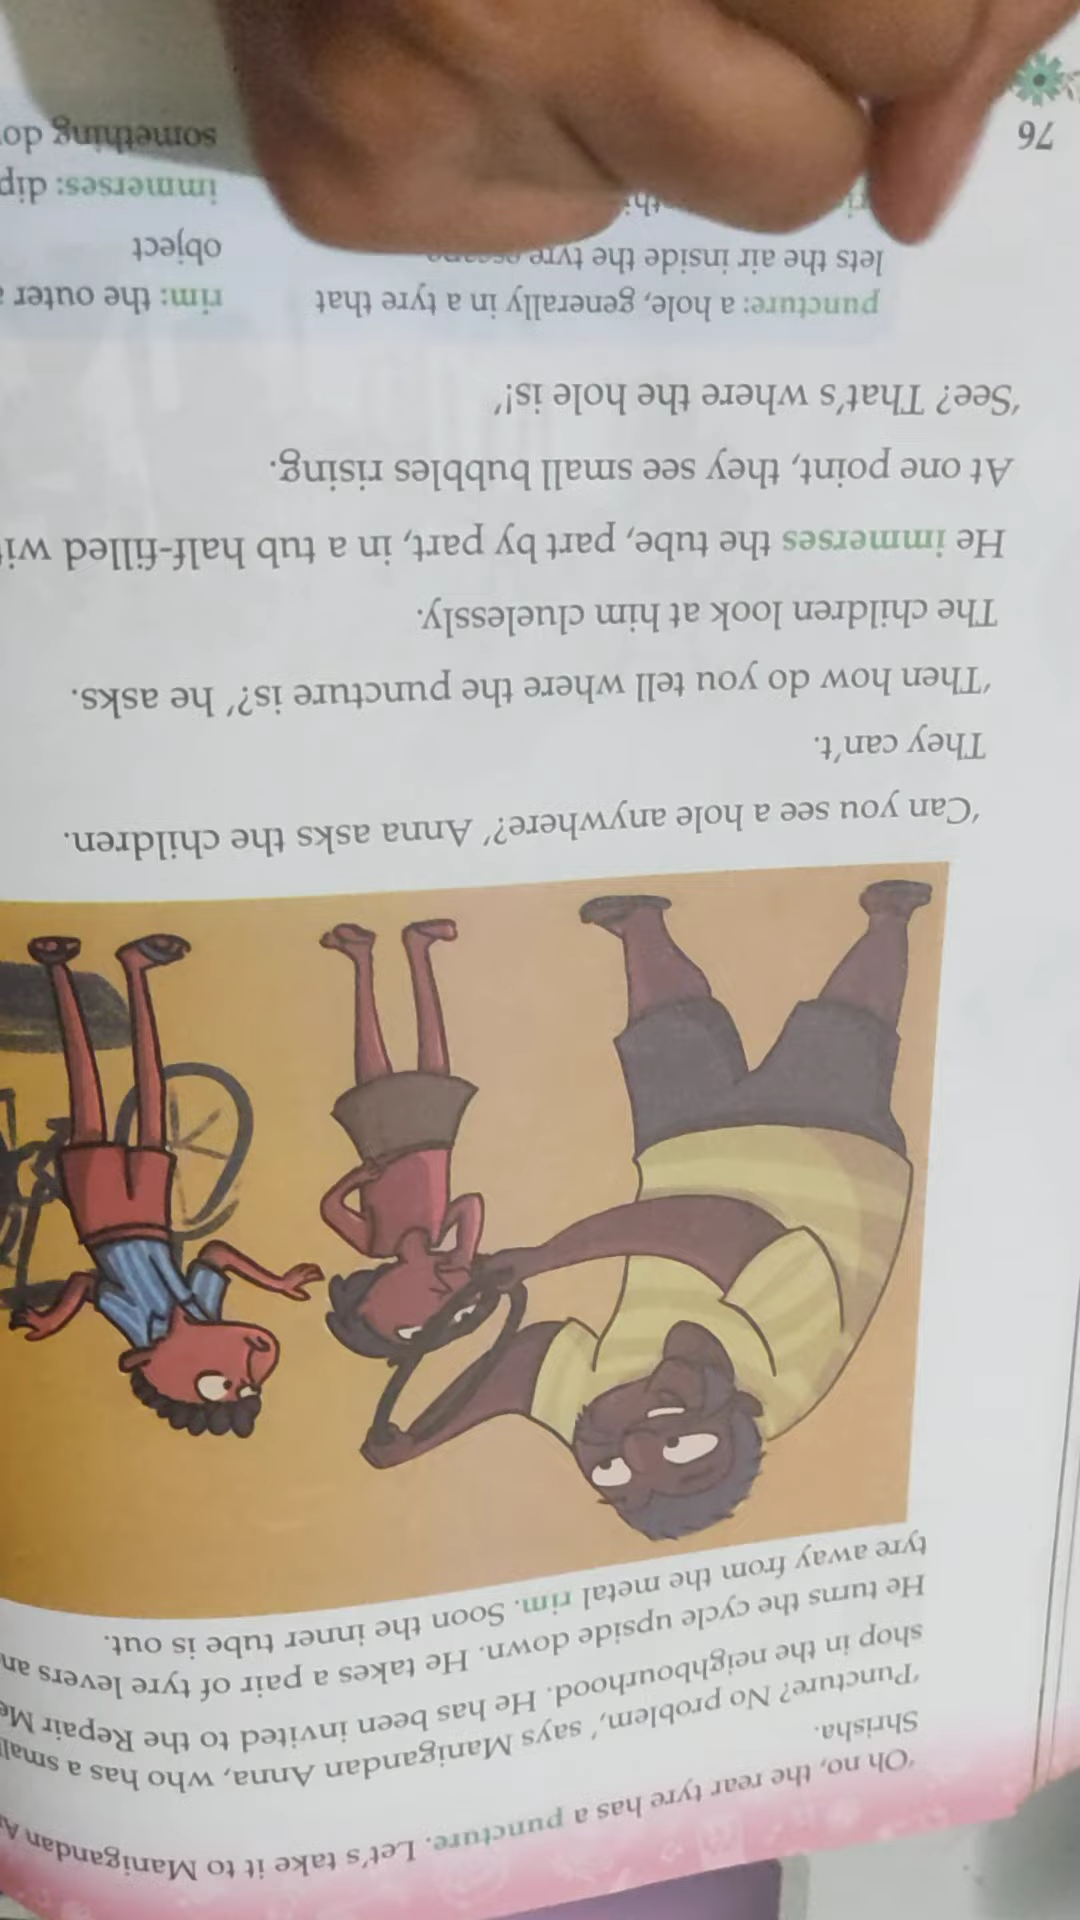 'Oh no, the rear tyre has a puncture. Let's take it to Manigandan
Shrisha.
'Puncture? No problem,' says Manigandan Anna, who has a small
shop in the neighbourhood. He has been invited to the Repair
He turns the cycle upside down. He takes a pair of tyre levers
tyre away from the metal rim. Soon the inner tube is out.
'Can you see a hole anywhere?' Anna asks the children.
They can't.
'Then how do you tell where the puncture is?' he asks.
The children look at him cluelessly.
He immerses the tube, part by part, in a tub half-filled
At one point, they see small bubbles rising.
'See? That's where the hole is!'
puncture: a hole, generally in a tyre that
lets the air inside the tyre
rim: the outer
object
immerses: dip
something
76